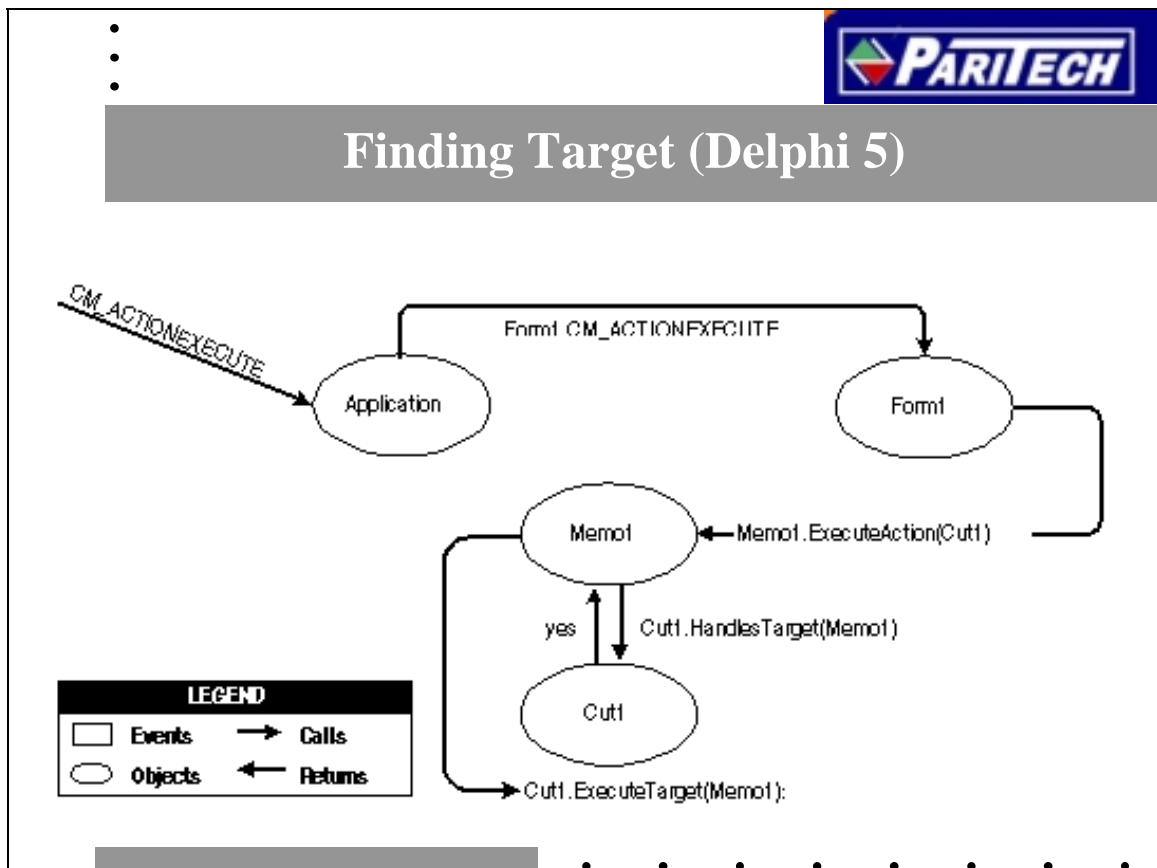 PARITECH
Finding Target (Delphi 5)
CM_ACTIONEXECUTE
Form1.CM_ACTIONEXECUTE
Application
Form1
Memo1
Memo1.ExecuteAction(Cut1)
yes
Cut1.HandlesTarget(Memo1)
Cut1
LEGEND
Events
Calls
Objects
Returns
Cut1.ExecuteTarget(Memo1):